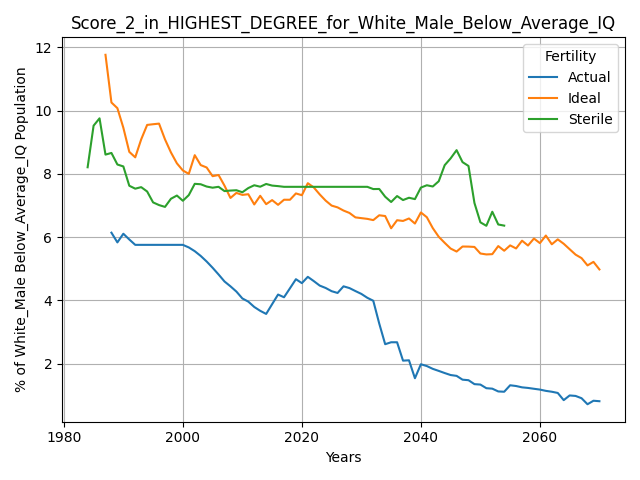 Score_2_in_HIGHEST_DEGREE_for_White_Male_Below_Average_IQ
% of White_Male Below_Average_IQ Population
12
10
8
6
4
2
Fertility
Actual
Ideal
Sterile
1980
2000
2020
2040
2060
Years